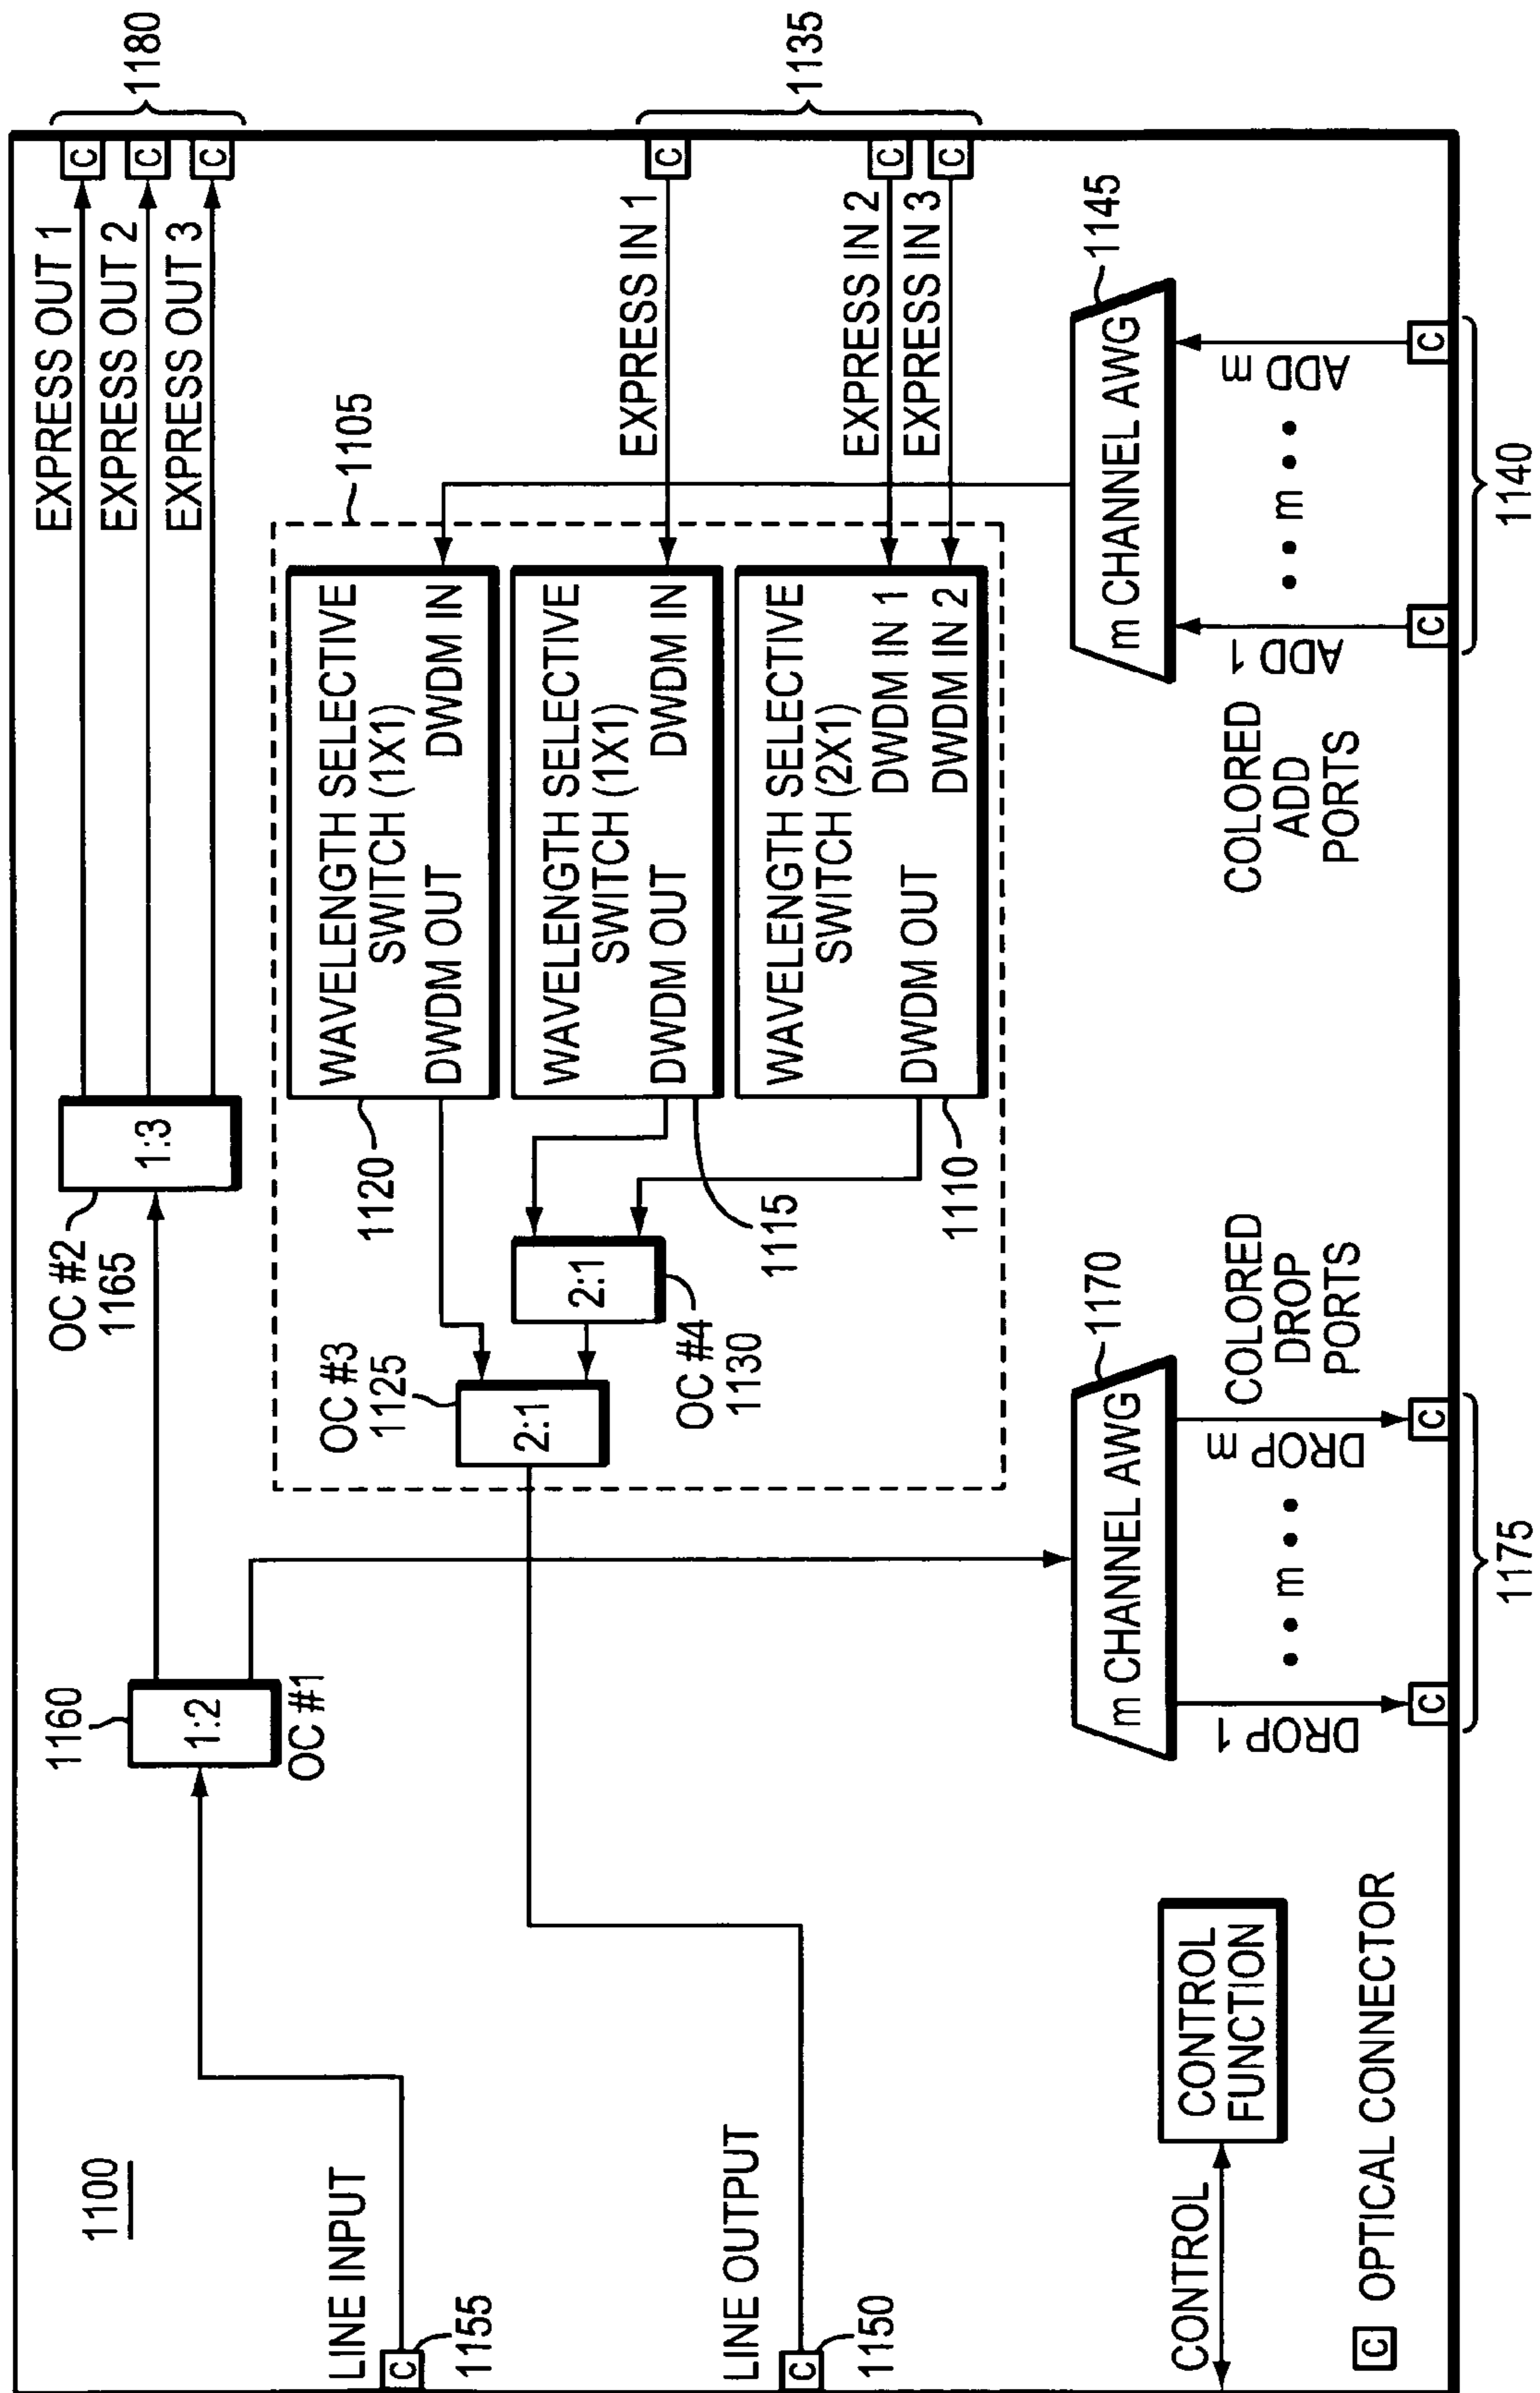 1100
LINE INPUT
C
1155
LINE OUTPUT
C
1150
CONTROL
CONTROL
FUNCTION
C OPTICAL CONNECTOR
1160
1:2
OC #1
OC #2
1165
1:3
EXPRESS OUT 1
EXPRESS OUT 2
EXPRESS OUT 3
C
C
C
1180
1105
WAVELENGTH SELECTIVE
SWITCH (1X1)
DWDM OUT DWDM IN
1120
WAVELENGTH SELECTIVE
SWITCH (1X1)
DWDM OUT DWDM IN
1115
WAVELENGTH SELECTIVE
SWITCH (2X1)
DWDM IN 1
DWDM OUT
DWDM IN 2
1110
OC #3
1125
2:1
2:1
OC #4
1130
EXPRESS IN 1
EXPRESS IN 2
EXPRESS IN 3
C
C
C
1135
m CHANNEL AWG
1170
DROP 1
• • m • •
DROP m
COLORED
DROP
PORTS
C
C
1175
m CHANNEL AWG
1145
ADD 1
• • m • •
ADD m
COLORED
ADD
PORTS
C
C
1140